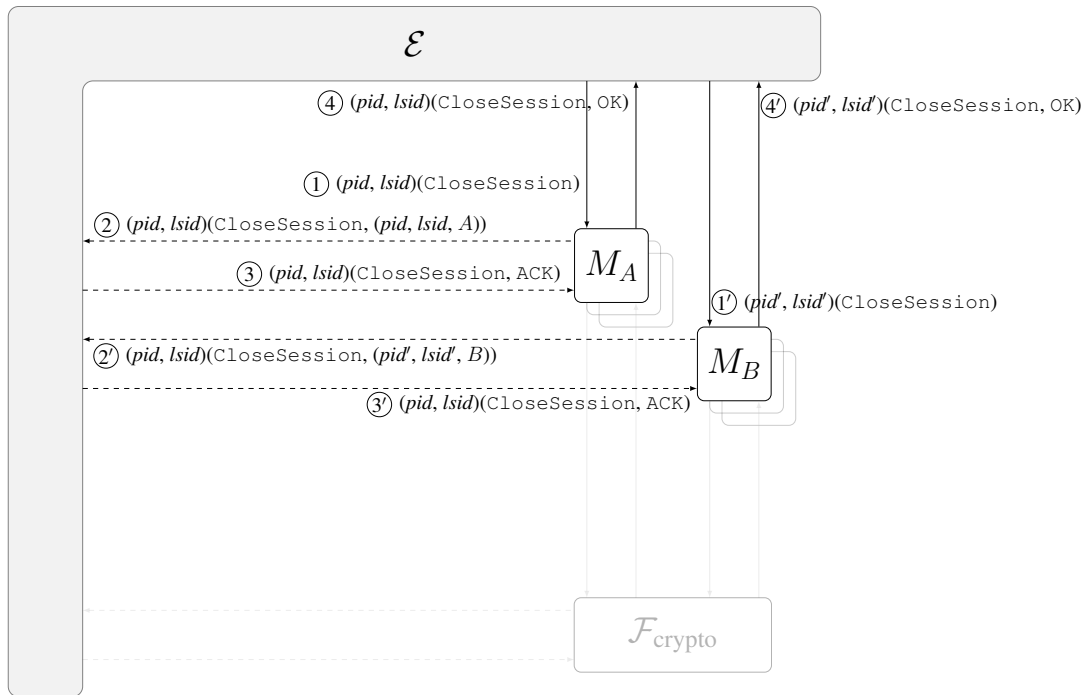 ℰ
④ (pid, lsid)(CloseSession, OK)
④′ (pid′, lsid′)(CloseSession, OK)
① (pid, lsid)(CloseSession)
② (pid, lsid)(CloseSession, (pid, lsid, A))
M_A
③ (pid, lsid)(CloseSession, ACK)
①′ (pid′, lsid′)(CloseSession)
②′ (pid, lsid)(CloseSession, (pid′, lsid′, B))
M_B
③′ (pid, lsid)(CloseSession, ACK)
ℱ_crypto